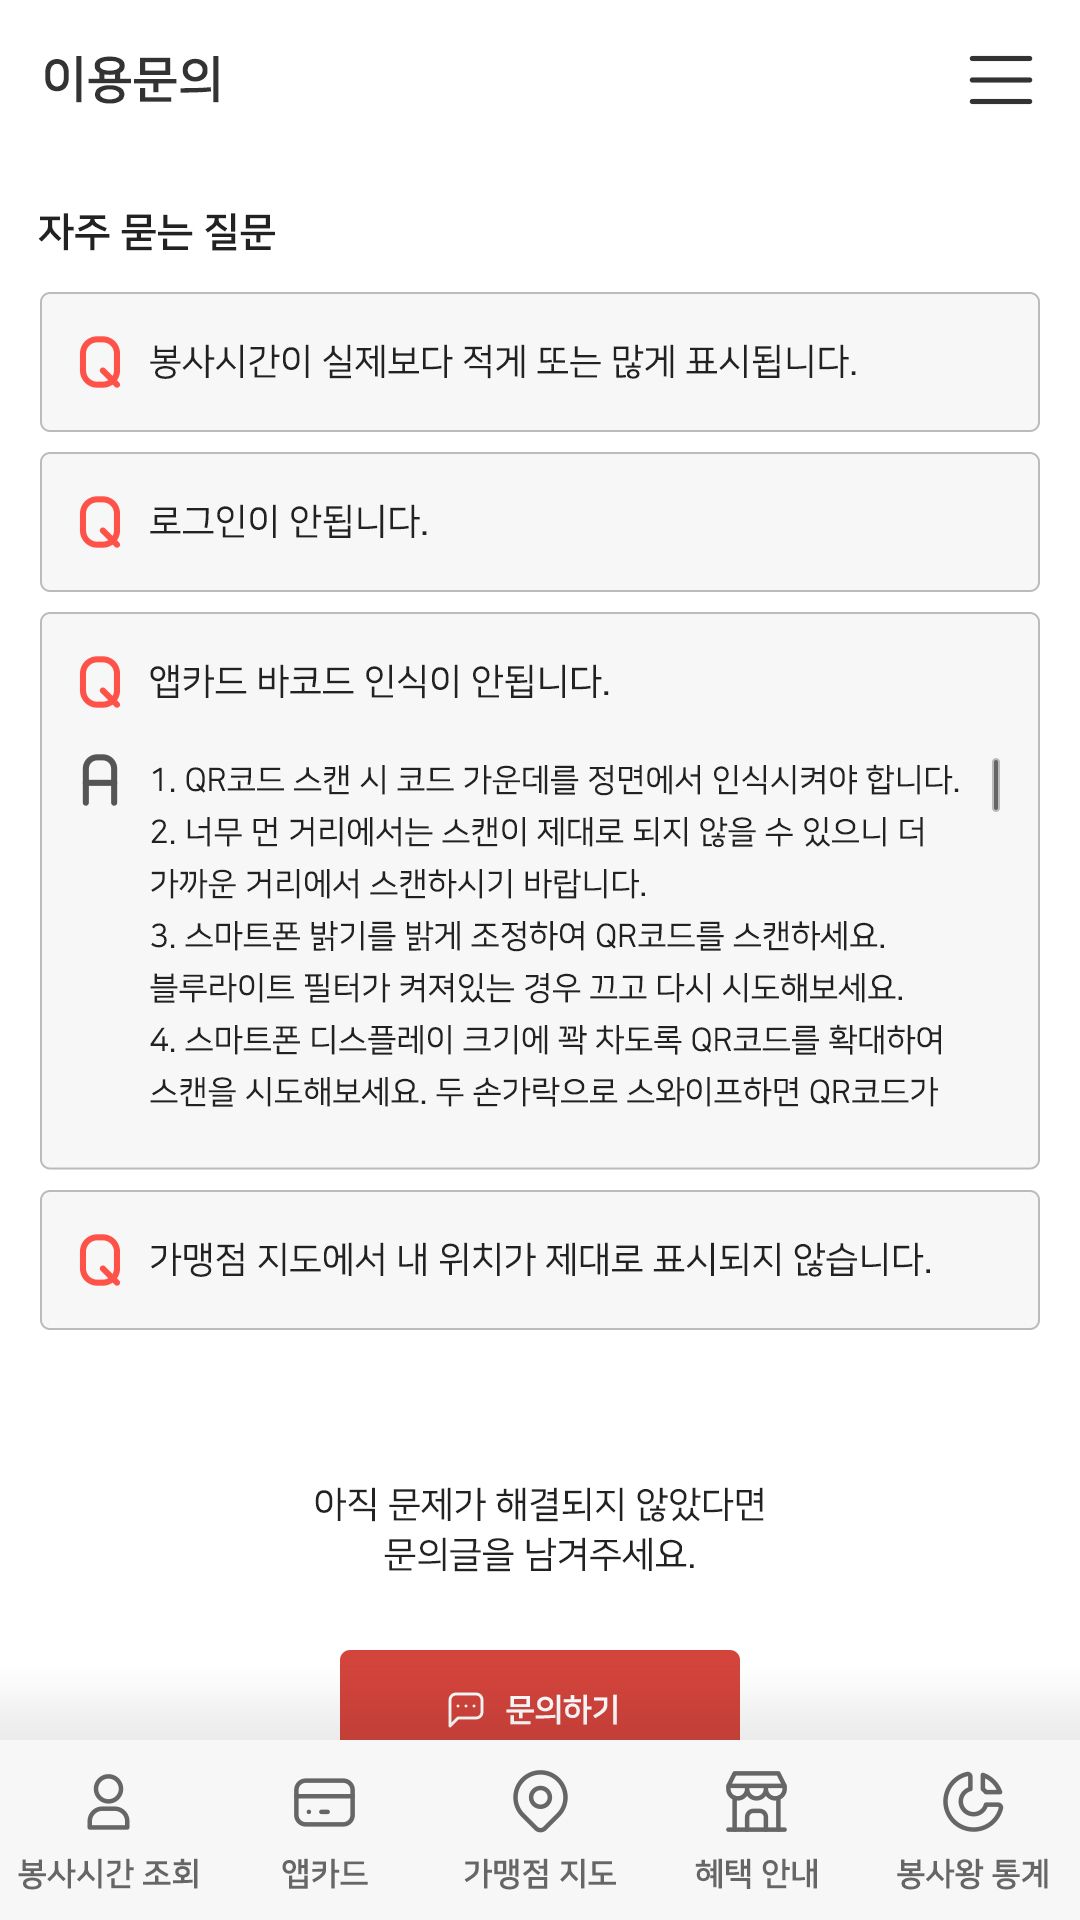 이용문의
자주 묻는 질문
Q 봉사시간이 실제보다 적게 또는 많게 표시됩니다.
Q 로그인이 안됩니다.
Q 앱카드 바코드 인식이 안됩니다.
A 1. QR코드 스캔 시 코드 가운데를 정면에서 인식시켜야 합니다.
2. 너무 먼 거리에서는 스캔이 제대로 되지 않을 수 있으니 더
가까운 거리에서 스캔하시기 바랍니다.
3. 스마트폰 밝기를 밝게 조정하여 QR코드를 스캔하세요.
블루라이트 필터가 켜져있는 경우 끄고 다시 시도해보세요.
4. 스마트폰 디스플레이 크기에 꽉 차도록 QR코드를 확대하여
스캔을 시도해보세요. 두 손가락으로 스와이프하면 QR코드가
Q 가맹점 지도에서 내 위치가 제대로 표시되지 않습니다.
아직 문제가 해결되지 않았다면
문의글을 남겨주세요.
문의하기
봉사시간 조회 앱카드 가맹점 지도 혜택 안내 봉사왕 통계